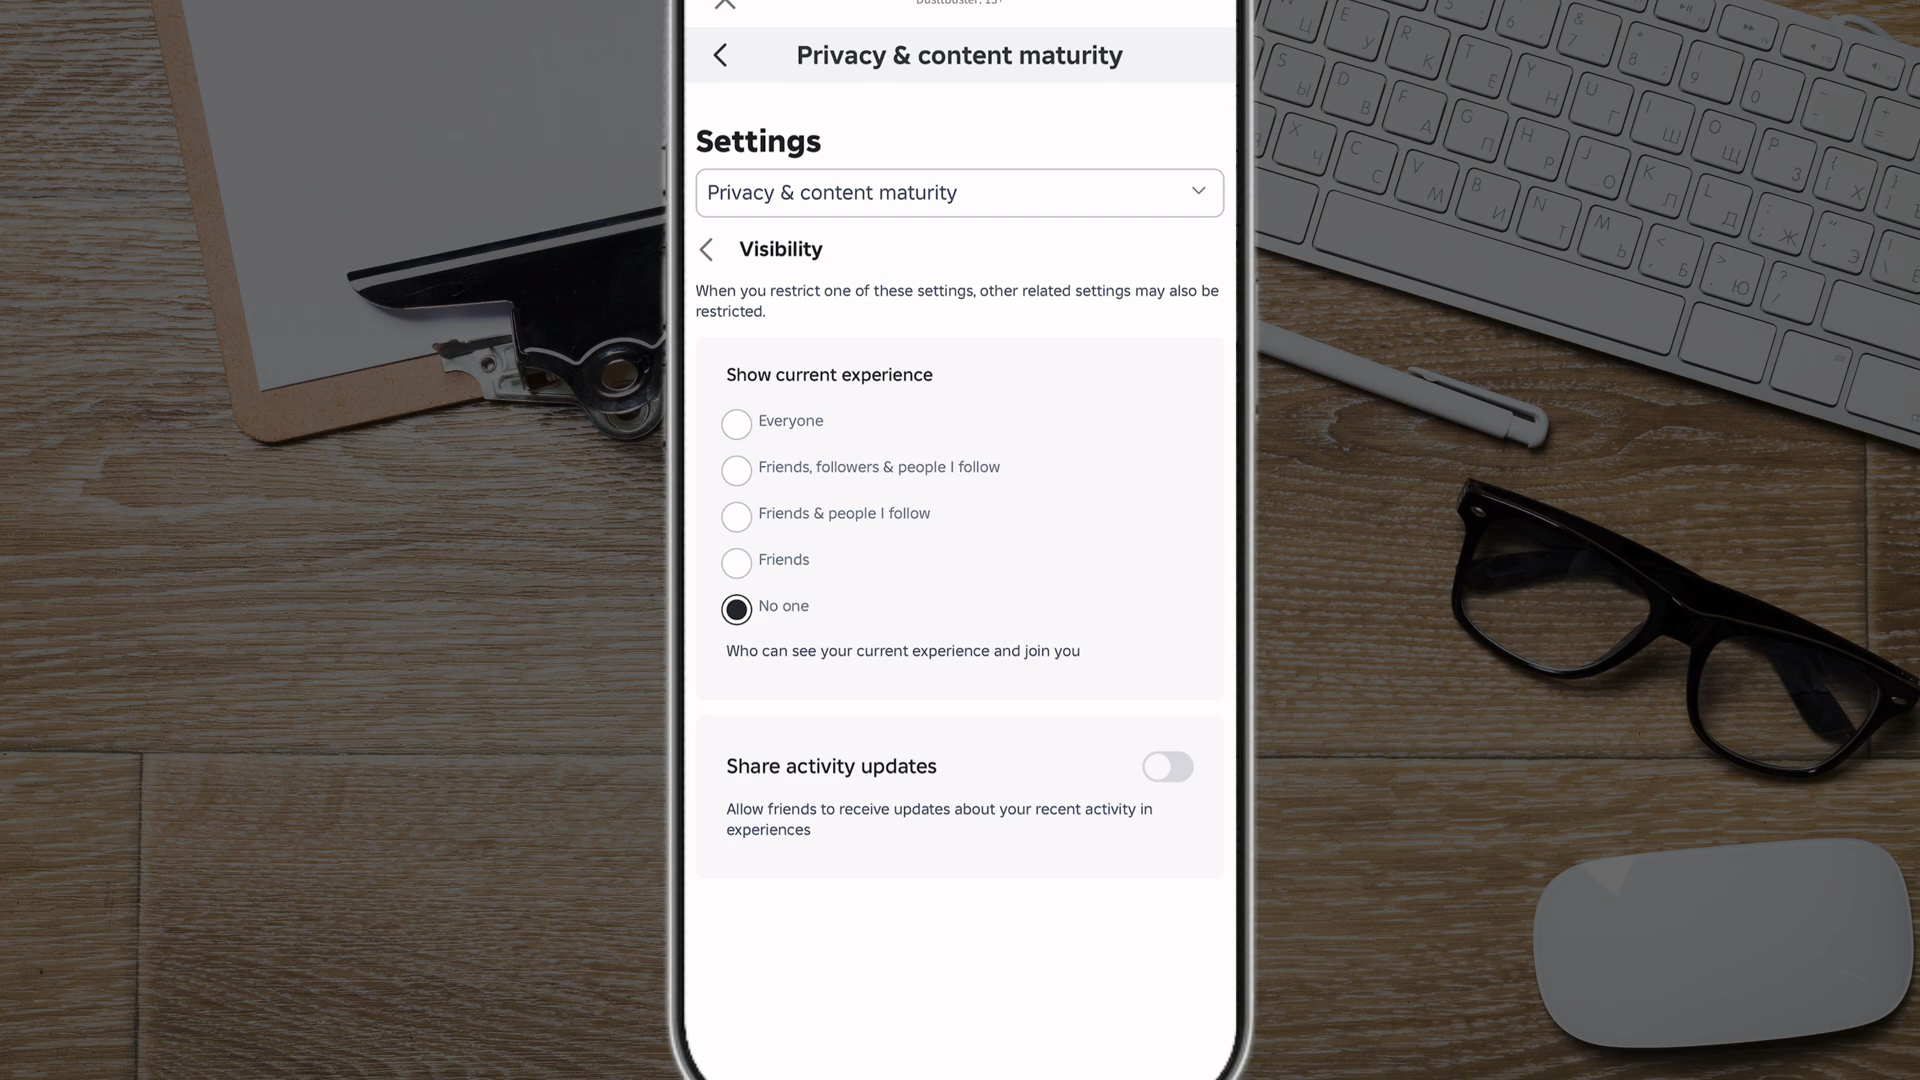 Privacy & content maturity
Settings
Privacy & content maturity
Visibility
When you restrict one of these settings, other related settings may also be
restricted.
Show current experience
Everyone
Friends, followers & people I follow
Friends & people I follow
Friends
No one
Who can see your current experience and join you
Share activity updates
Allow friends to receive updates about your recent activity in
experiences